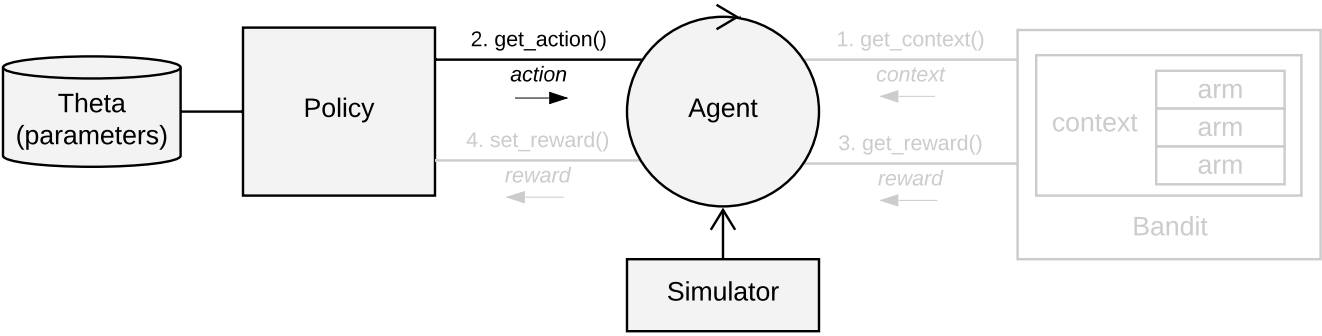 Theta
(parameters)
Policy
2. get_action()
action
4. set_reward()
reward
Agent
Simulator
1. get_context()
context
3. get_reward()
reward
context
arm
arm
arm
Bandit